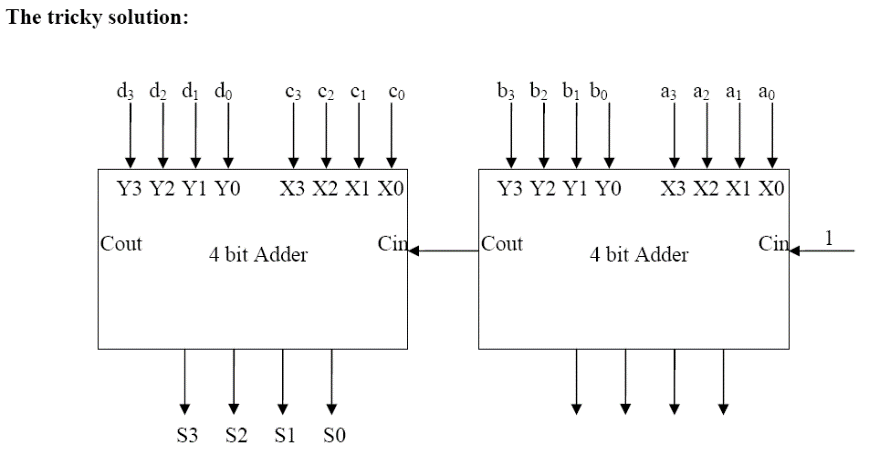 The tricky solution:
d3 d2 d1 d0 c3 c2 c1 c0 b3 b2 b1 b0 a3 a2 a1 a0
Y3 Y2 Y1 Y0 X3 X2 X1 X0 Y3 Y2 Y1 Y0 X3 X2 X1 X0
Cout 4 bit Adder Cin Cout 4 bit Adder Cin 1
S3 S2 S1 S0